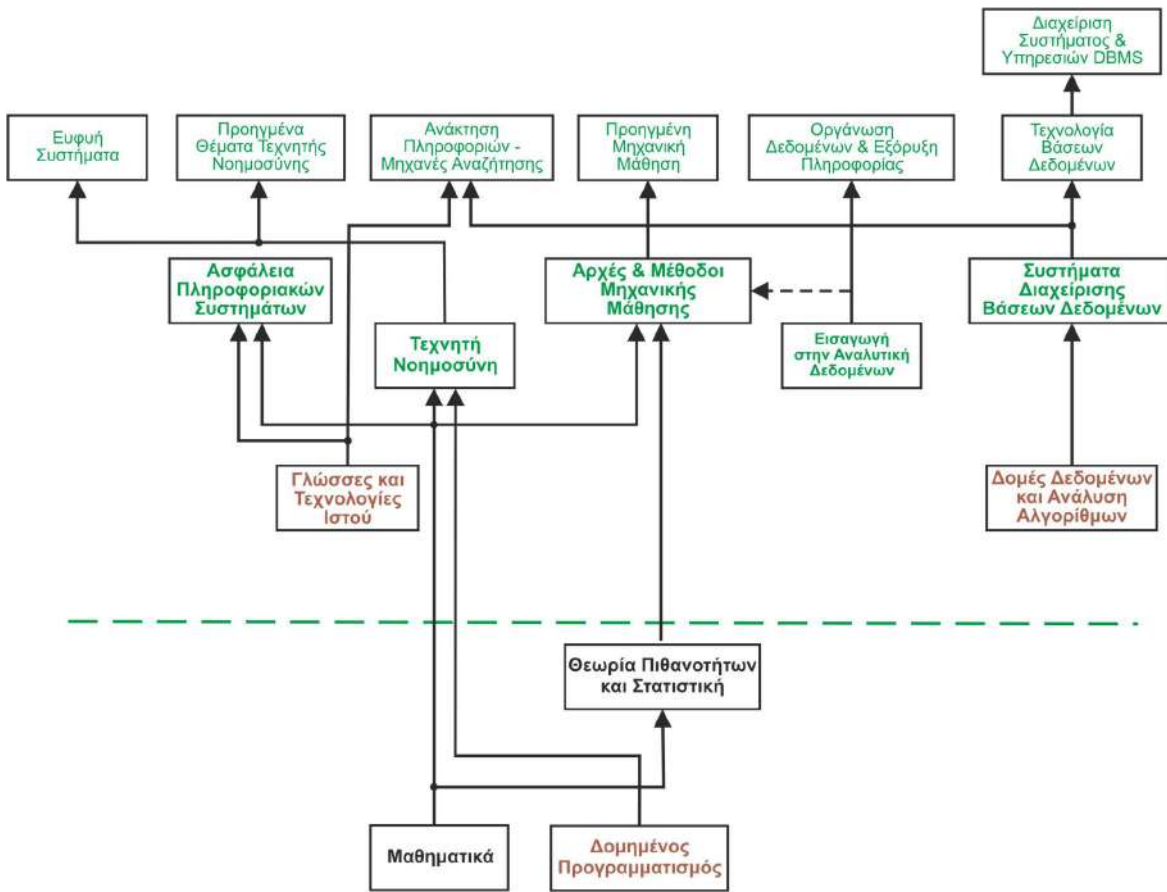 Διαχείριση
Συστήματος &
Υπηρεσιών DBMS
Ευφυή
Συστήματα
Προηγμένα
Θέματα Τεχνητής
Νοημοσύνης
Ανάκτηση
Πληροφοριών -
Μηχανές Αναζήτησης
Προηγμένη
Μηχανική
Μάθηση
Οργάνωση
Δεδομένων & Εξόρυξη
Πληροφορίας
Τεχνολογία
Βάσεων
Δεδομένων
Ασφάλεια
Πληροφοριακών
Συστημάτων
Αρχές & Μέθοδοι
Μηχανικής
Μάθησης
Συστήματα
Διαχείρισης
Βάσεων Δεδομένων
Τεχνητή
Νοημοσύνη
Εισαγωγή
στην Αναλυτική
Δεδομένων
Γλώσσες και
Τεχνολογίες
Ιστού
Δομές Δεδομένων
και Ανάλυση
Αλγορίθμων
Θεωρία Πιθανοτήτων
και Στατιστική
Μαθηματικά
Δομημένος
Προγραμματισμός